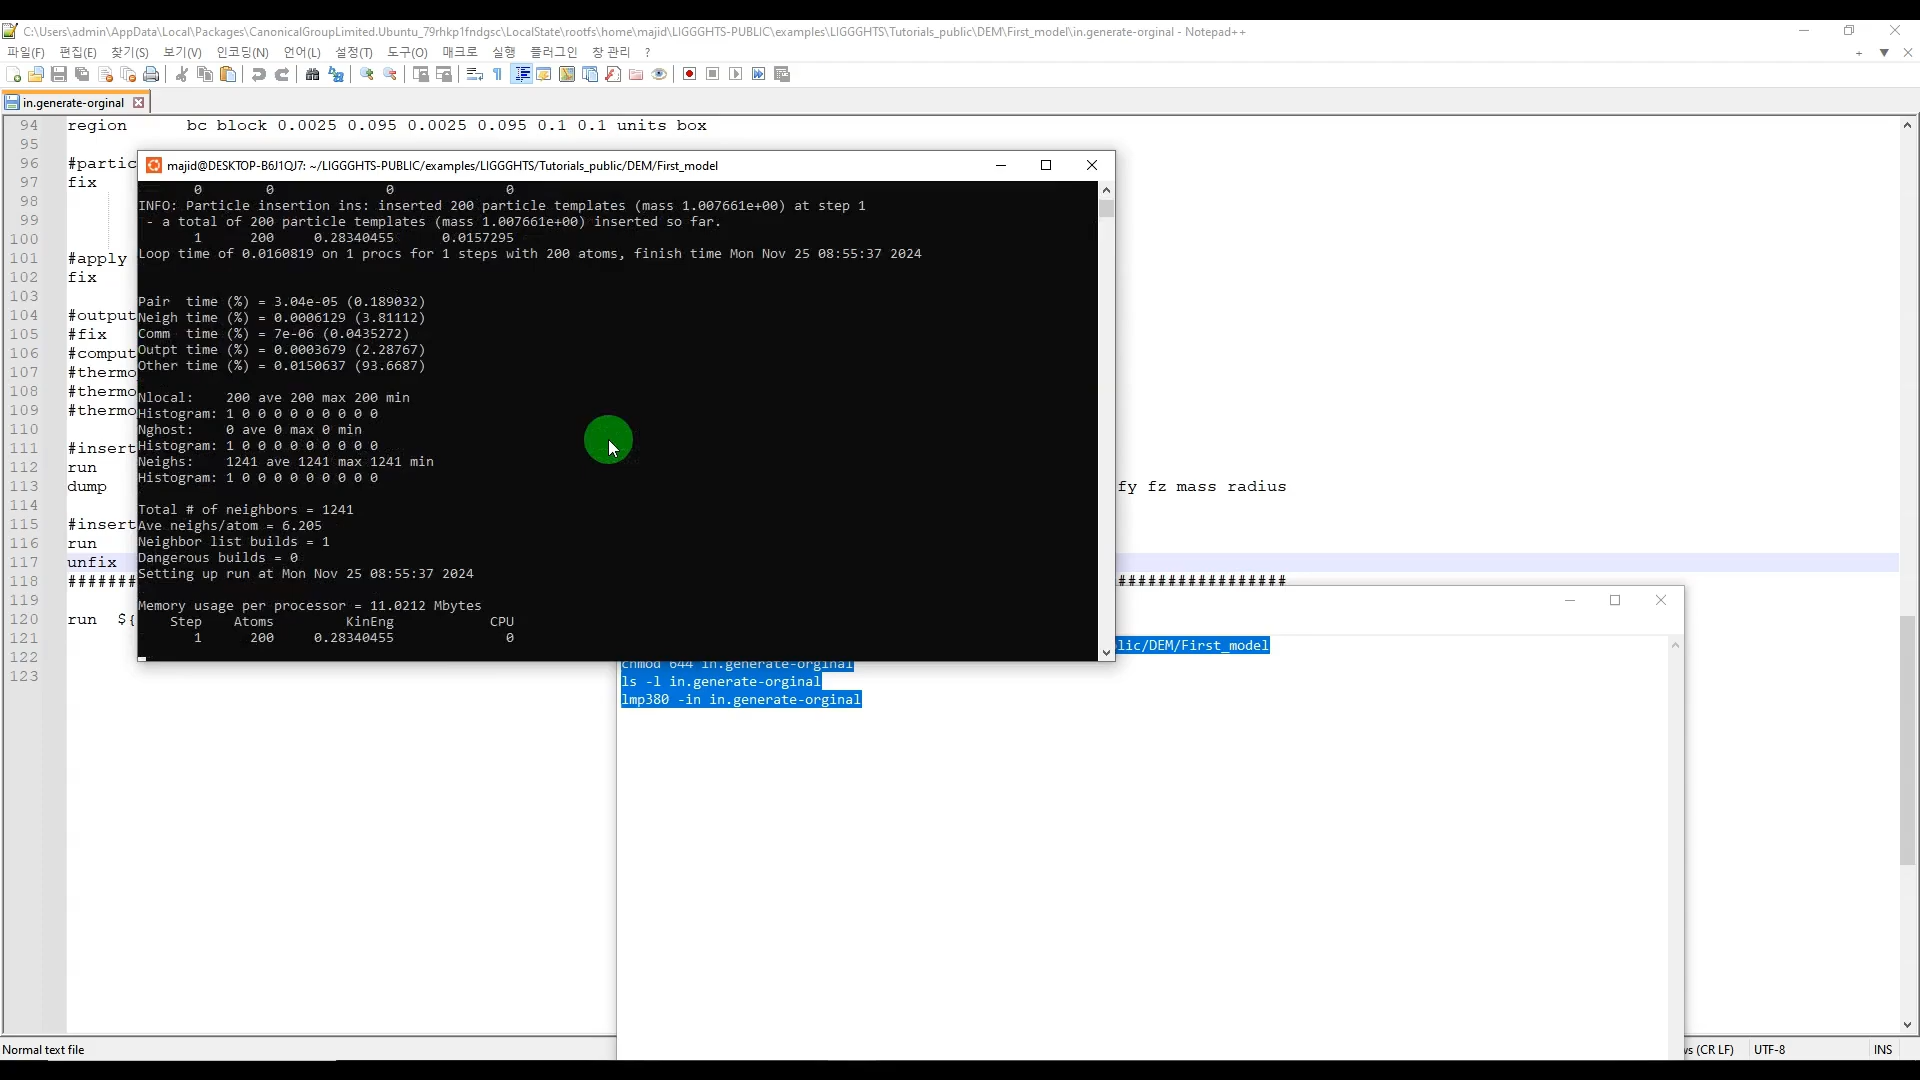 C:\Users\admin\AppData\Local\Packages\CanonicalGroupLimited.Ubuntu_79rhkp1fndgsc\LocalState\rootfs\home\majid\LIGGGHTS-PUBLIC\examples\LIGGGHTS\Tutorials_public\DEM\First_model\in.generate-orginal - Notepad++
파일(F) 편집(E) 찾기(S) 보기(V) 인코딩(N) 언어(L) 설정(T) 도구(O) 매크로 실행 플러그인 창 관리 ?
in.generate-orginal
94 region bc block 0.0025 0.095 0.0025 0.095 0.1 0.1 units box
95
96 #partic
97 fix
98
99
100
101 #apply
102 fix
103
104 #output
105 #fix
106 #comput
107 #thermo
108 #thermo
109 #thermo
110
111 #insert
112 run
113 dump fy fz mass radius
114
115 #insert
116 run
117 unfix
118 ####### #################
119
120 run ${
121
122
123
majid@DESKTOP-B6J1QJ7: ~/LIGGGHTS-PUBLIC/examples/LIGGGHTS/Tutorials_public/DEM/First_model
0 0 0 0
INFO: Particle insertion ins: inserted 200 particle templates (mass 1.007661e+00) at step 1
- a total of 200 particle templates (mass 1.007661e+00) inserted so far.
1 200 0.28340455 0.0157295
Loop time of 0.0160819 on 1 procs for 1 steps with 200 atoms, finish time Mon Nov 25 08:55:37 2024
Pair time (%) = 3.04e-05 (0.189032)
Neigh time (%) = 0.0006129 (3.81112)
Comm time (%) = 7e-06 (0.0435272)
Outpt time (%) = 0.0003679 (2.28767)
Other time (%) = 0.0150637 (93.6687)
Nlocal: 200 ave 200 max 200 min
Histogram: 1 0 0 0 0 0 0 0 0 0
Nghost: 0 ave 0 max 0 min
Histogram: 1 0 0 0 0 0 0 0 0 0
Neighs: 1241 ave 1241 max 1241 min
Histogram: 1 0 0 0 0 0 0 0 0 0
Total # of neighbors = 1241
Ave neighs/atom = 6.205
Neighbor list builds = 1
Dangerous builds = 0
Setting up run at Mon Nov 25 08:55:37 2024
Memory usage per processor = 11.0212 Mbytes
Step Atoms KinEng CPU
1 200 0.28340455 0
lic/DEM/First_model
chmod 644 in.generate-orginal
ls -l in.generate-orginal
lmp380 -in in.generate-orginal
Normal text file
(CR LF) UTF-8 INS